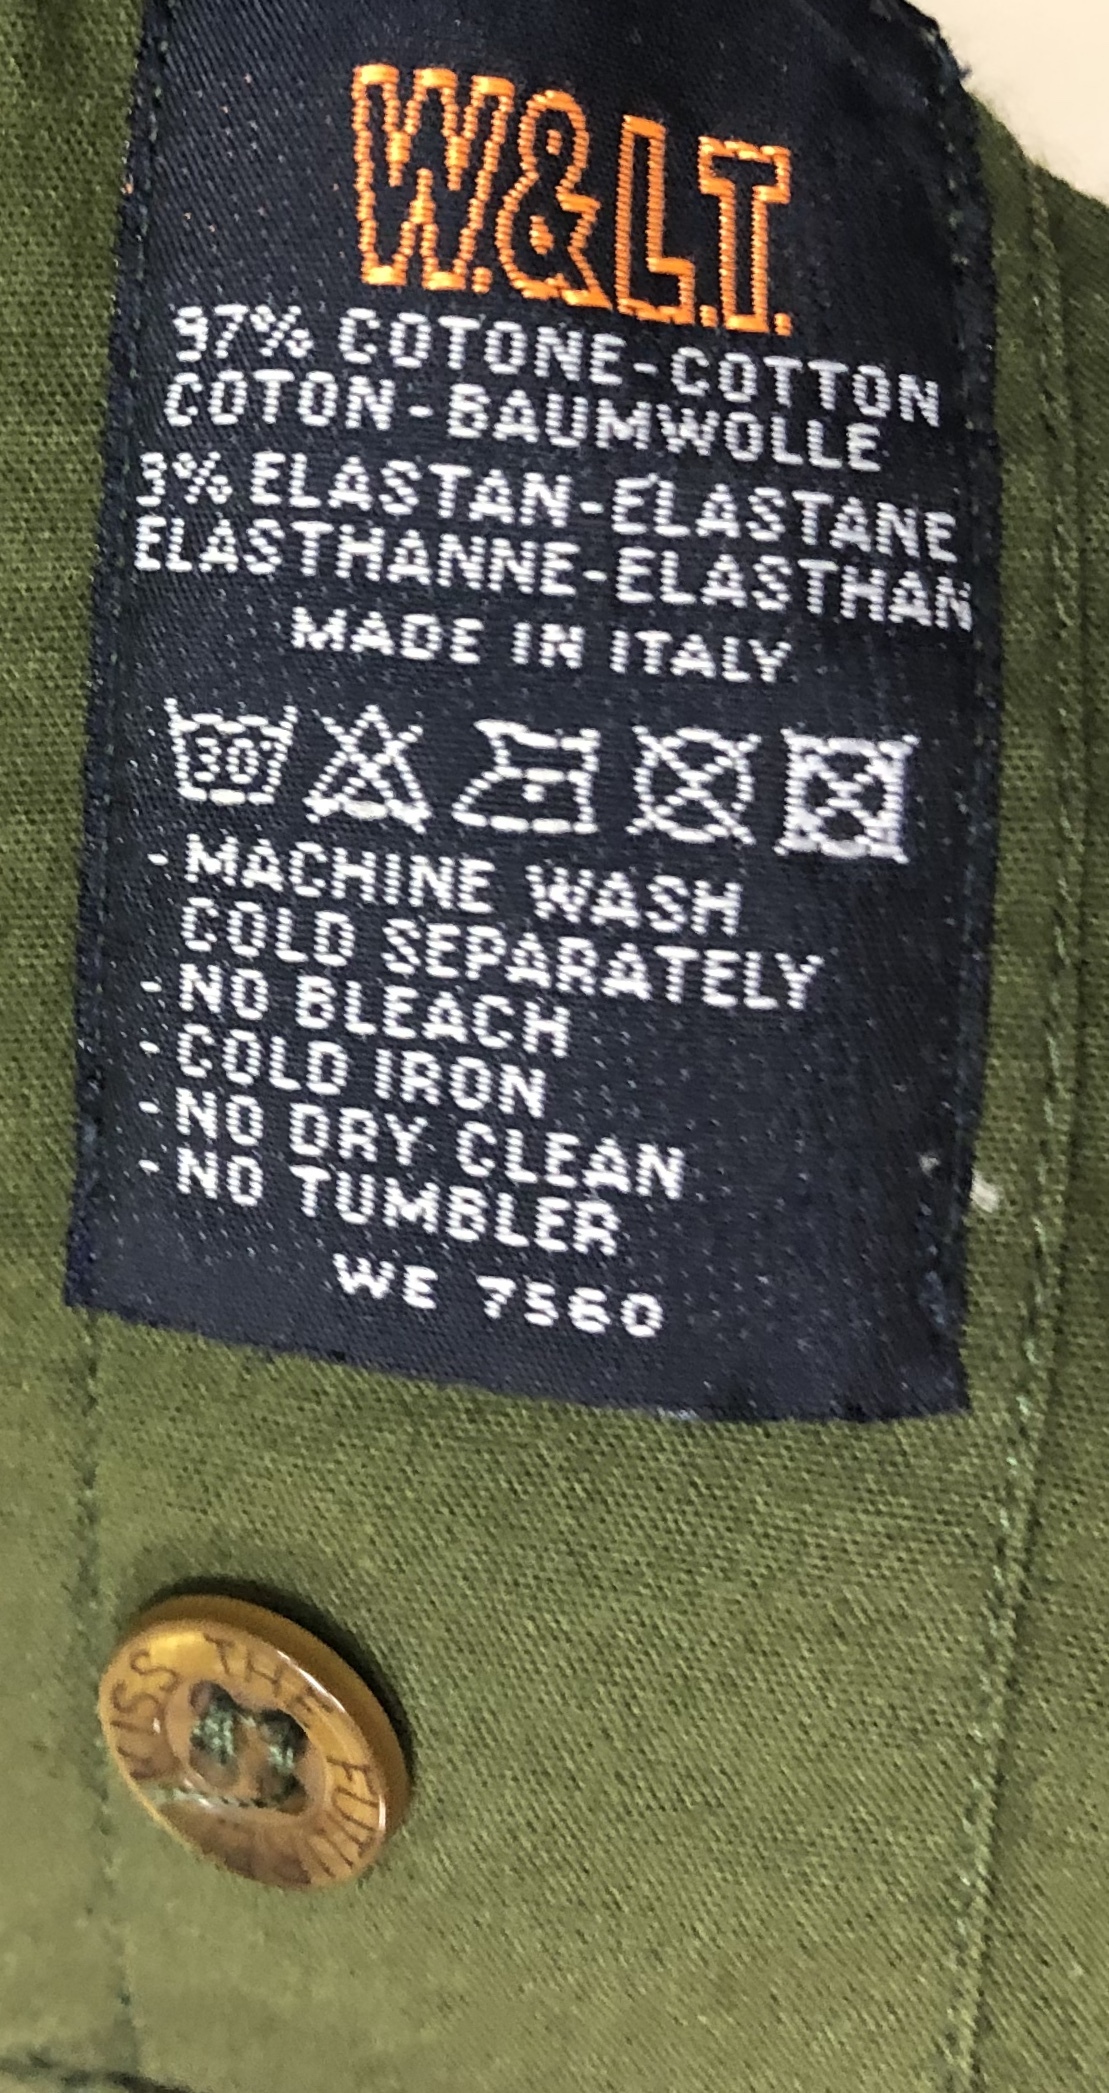 W.&L.T.
97% COTONE-COTTON
COTON-BAUMWOLLE
3% ELASTAN-ELASTANE
ELASTHANNE-ELASTHAN
MADE IN ITALY
30°
-MACHINE WASH
COLD SEPARATELY
-NO BLEACH
-COLD IRON
-NO DRY CLEAN
-NO TUMBLER
WE 7560
KISS THE